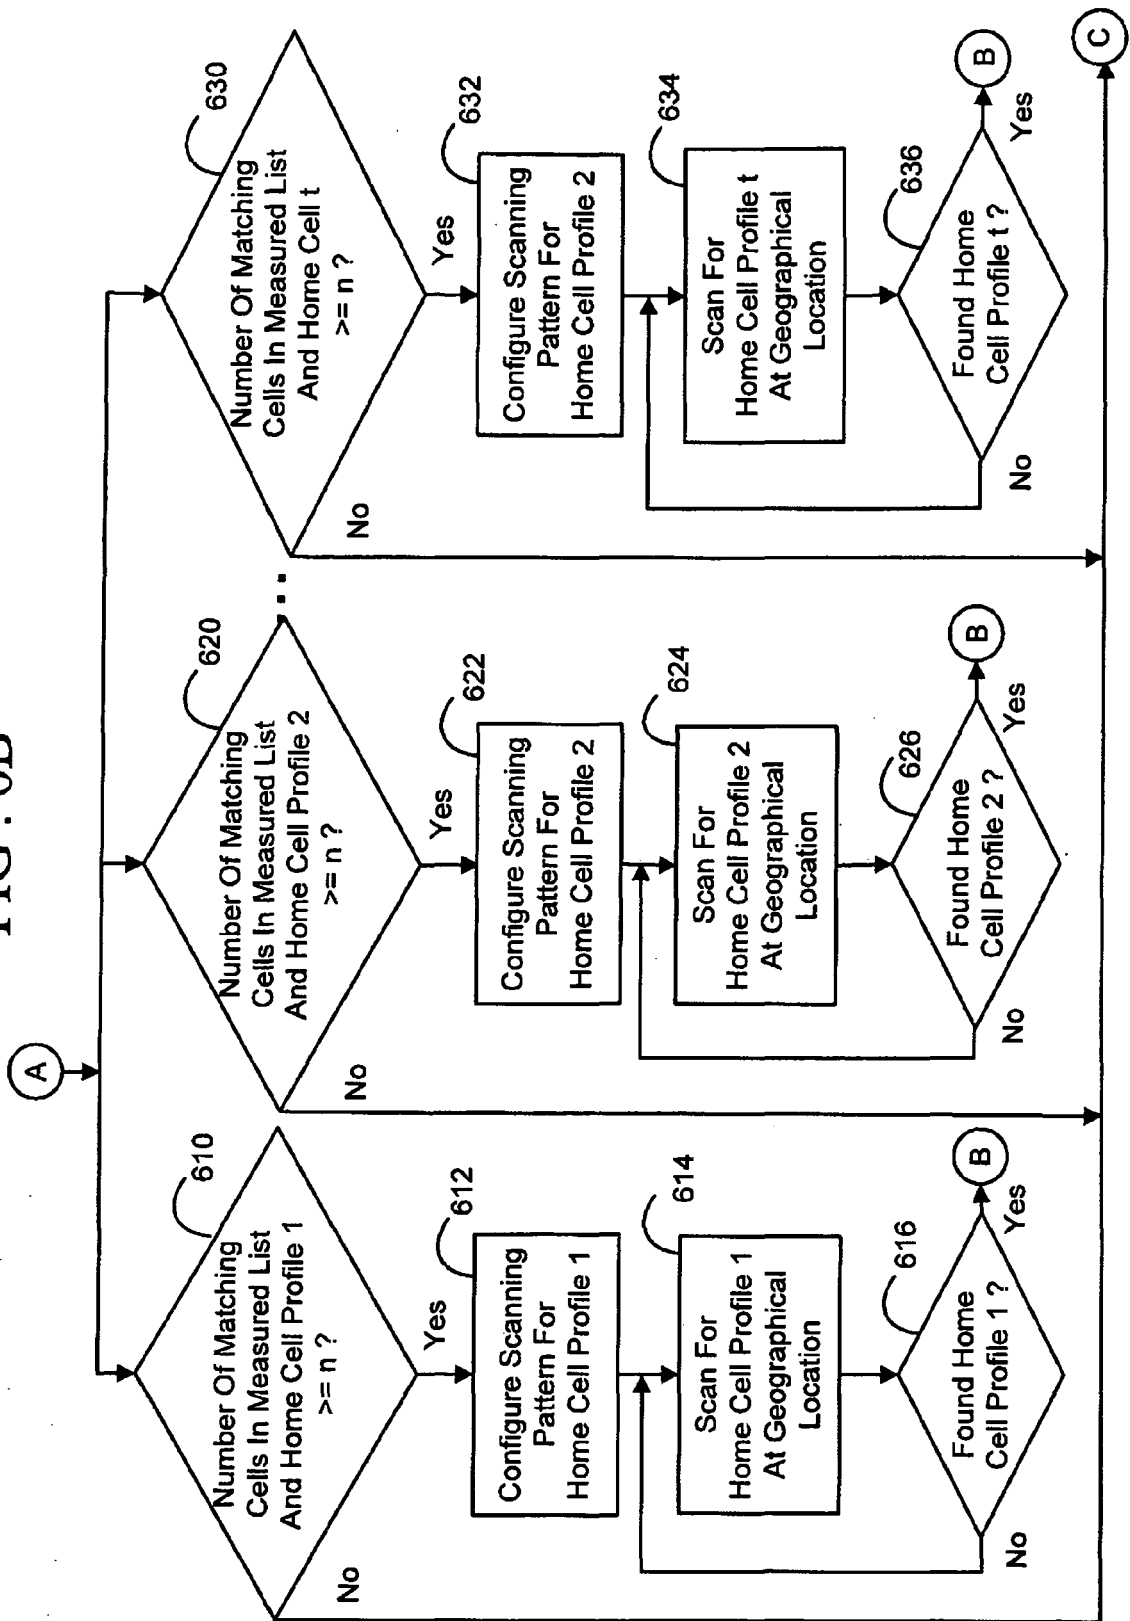 FIG. 6B
A
Number Of Matching
Cells In Measured List
And Home Cell Profile 1
>= n ?
610
No
Yes
Configure Scanning
Pattern For
Home Cell Profile 1
612
Scan For
Home Cell Profile 1
At Geographical
Location
614
Found Home
Cell Profile 1 ?
616
No
Yes
B
Number Of Matching
Cells In Measured List
And Home Cell Profile 2
>= n ?
620
No
Yes
Configure Scanning
Pattern For
Home Cell Profile 2
622
Scan For
Home Cell Profile 2
At Geographical
Location
624
Found Home
Cell Profile 2 ?
626
No
Yes
B
...
Number Of Matching
Cells In Measured List
And Home Cell t
>= n ?
630
No
Yes
Configure Scanning
Pattern For
Home Cell Profile 2
632
Scan For
Home Cell Profile t
At Geographical
Location
634
Found Home
Cell Profile t ?
636
No
Yes
B
C